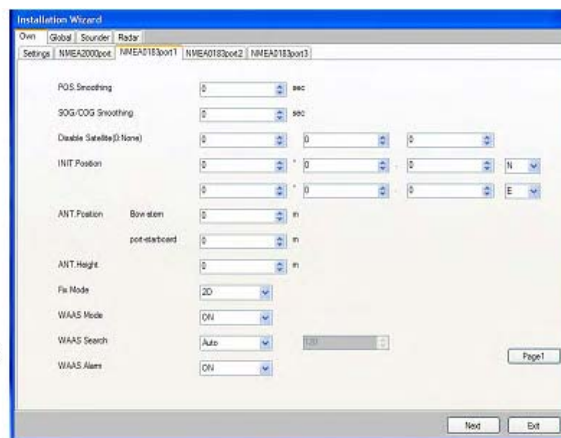 Installation Wizard
Own Global Sounder Radar
Settings NMEA2000port NMEA0183port1 NMEA0183port2 NMEA0183port3
POS.Smoothing 0 sec
SOG/COG Smoothing 0 sec
Disable Satellite(0:None) 0 0 0
INIT.Position 0 ° 0 . 0 N
0 ° 0 . 0 E
ANT.Position Bow-stern 0 m
port-starboard 0 m
ANT.Height 0 m
Fix Mode 2D
WAAS Mode ON
WAAS Search Auto 120
WAAS Alarm ON
Page1
Next Exit